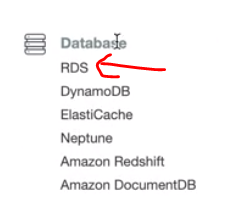 Database
RDS
DynamoDB
ElastiCache
Neptune
Amazon Redshift
Amazon DocumentDB